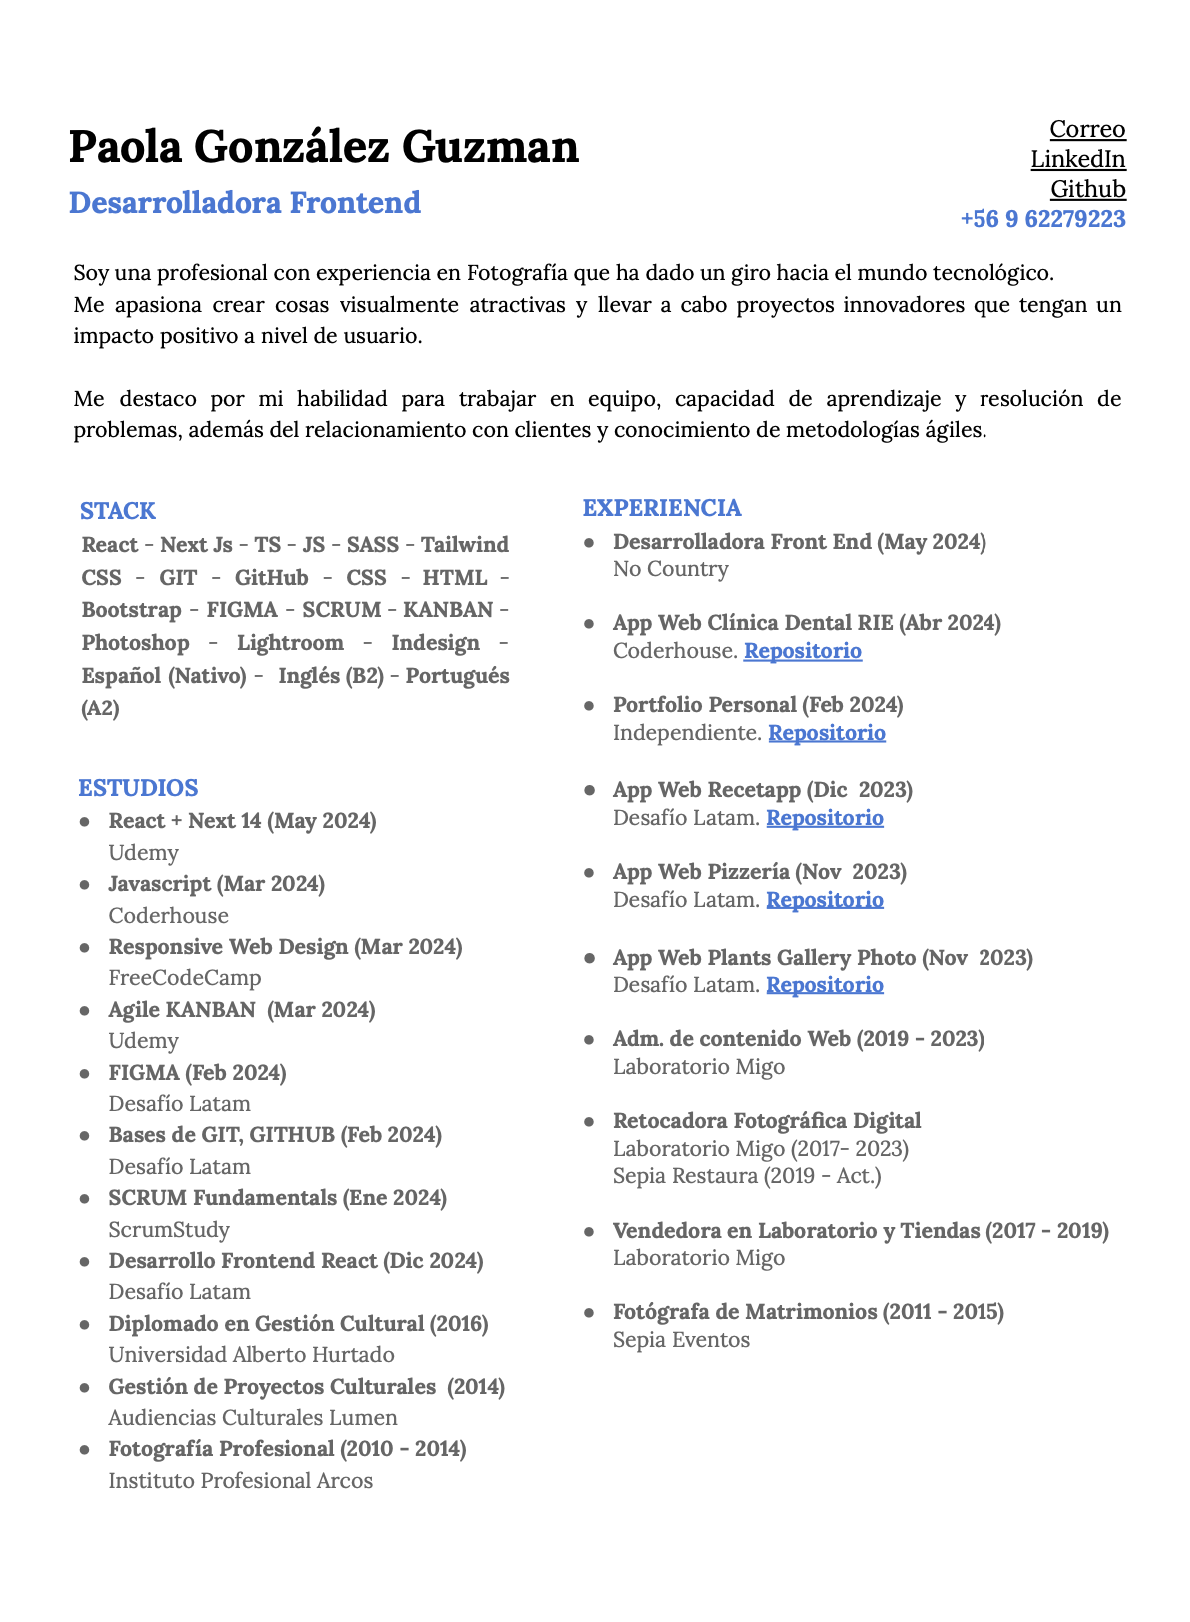 Paola González Guzman
Desarrolladora Frontend
Correo
LinkedIn
Github
+56 9 62279223
Soy una profesional con experiencia en Fotografía que ha dado un giro hacia el mundo tecnológico.
Me apasiona crear cosas visualmente atractivas y llevar a cabo proyectos innovadores que tengan un
impacto positivo a nivel de usuario.
Me destaco por mi habilidad para trabajar en equipo, capacidad de aprendizaje y resolución de
problemas, además del relacionamiento con clientes y conocimiento de metodologías ágiles.
STACK
React - Next Js - TS - JS - SASS - Tailwind
CSS - GIT - GitHub - CSS - HTML -
Bootstrap - FIGMA - SCRUM - KANBAN -
Photoshop - Lightroom - Indesign -
Español (Nativo) - Inglés (B2) - Portugués
(A2)
ESTUDIOS
● React + Next 14 (May 2024)
Udemy
● Javascript (Mar 2024)
Coderhouse
● Responsive Web Design (Mar 2024)
FreeCodeCamp
● Agile KANBAN (Mar 2024)
Udemy
● FIGMA (Feb 2024)
Desafío Latam
● Bases de GIT, GITHUB (Feb 2024)
Desafío Latam
● SCRUM Fundamentals (Ene 2024)
ScrumStudy
● Desarrollo Frontend React (Dic 2024)
Desafío Latam
● Diplomado en Gestión Cultural (2016)
Universidad Alberto Hurtado
● Gestión de Proyectos Culturales (2014)
Audiencias Culturales Lumen
● Fotografía Profesional (2010 - 2014)
Instituto Profesional Arcos
EXPERIENCIA
● Desarrolladora Front End (May 2024)
No Country
● App Web Clínica Dental RIE (Abr 2024)
Coderhouse. Repositorio
● Portfolio Personal (Feb 2024)
Independiente. Repositorio
● App Web Recetapp (Dic 2023)
Desafío Latam. Repositorio
● App Web Pizzería (Nov 2023)
Desafío Latam. Repositorio
● App Web Plants Gallery Photo (Nov 2023)
Desafío Latam. Repositorio
● Adm. de contenido Web (2019 - 2023)
Laboratorio Migo
● Retocadora Fotográfica Digital
Laboratorio Migo (2017- 2023)
Sepia Restaura (2019 - Act.)
● Vendedora en Laboratorio y Tiendas (2017 - 2019)
Laboratorio Migo
● Fotógrafa de Matrimonios (2011 - 2015)
Sepia Eventos